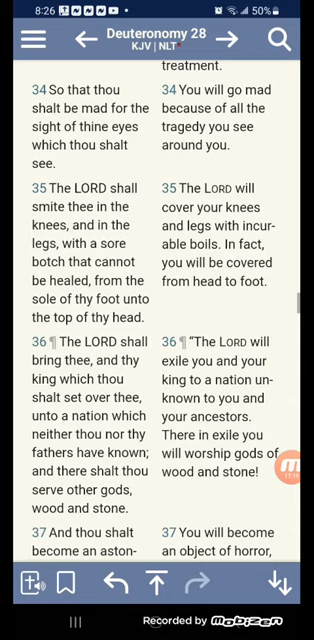 8:26 50%
Deuteronomy 28
KJV | NLT
treatment.
34 So that thou
shalt be mad for the
sight of thine eyes
which thou shalt
see.
34 You will go mad
because of all the
tragedy you see
around you.
35 The LORD shall
smite thee in the
knees, and in the
legs, with a sore
botch that cannot
be healed, from the
sole of thy foot unto
the top of thy head.
35 The LORD will
cover your knees
and legs with incur-
able boils. In fact,
you will be covered
from head to foot.
36 ¶ The LORD shall
bring thee, and thy
king which thou
shalt set over thee,
unto a nation which
neither thou nor thy
fathers have known;
and there shalt thou
serve other gods,
wood and stone.
36 ¶ “The LORD will
exile you and your
king to a nation un-
known to you and
your ancestors.
There in exile you
will worship gods of
wood and stone!
37 And thou shalt
become an aston-
37 You will become
an object of horror,
Recorded by mobizen